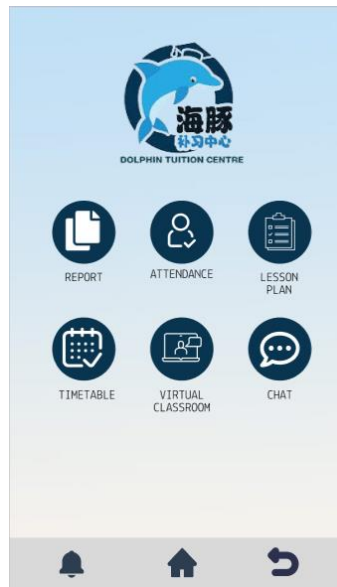 海豚
补习中心
DOLPHIN TUITION CENTRE
REPORT
ATTENDANCE
LESSON
PLAN
TIMETABLE
VIRTUAL
CLASSROOM
CHAT